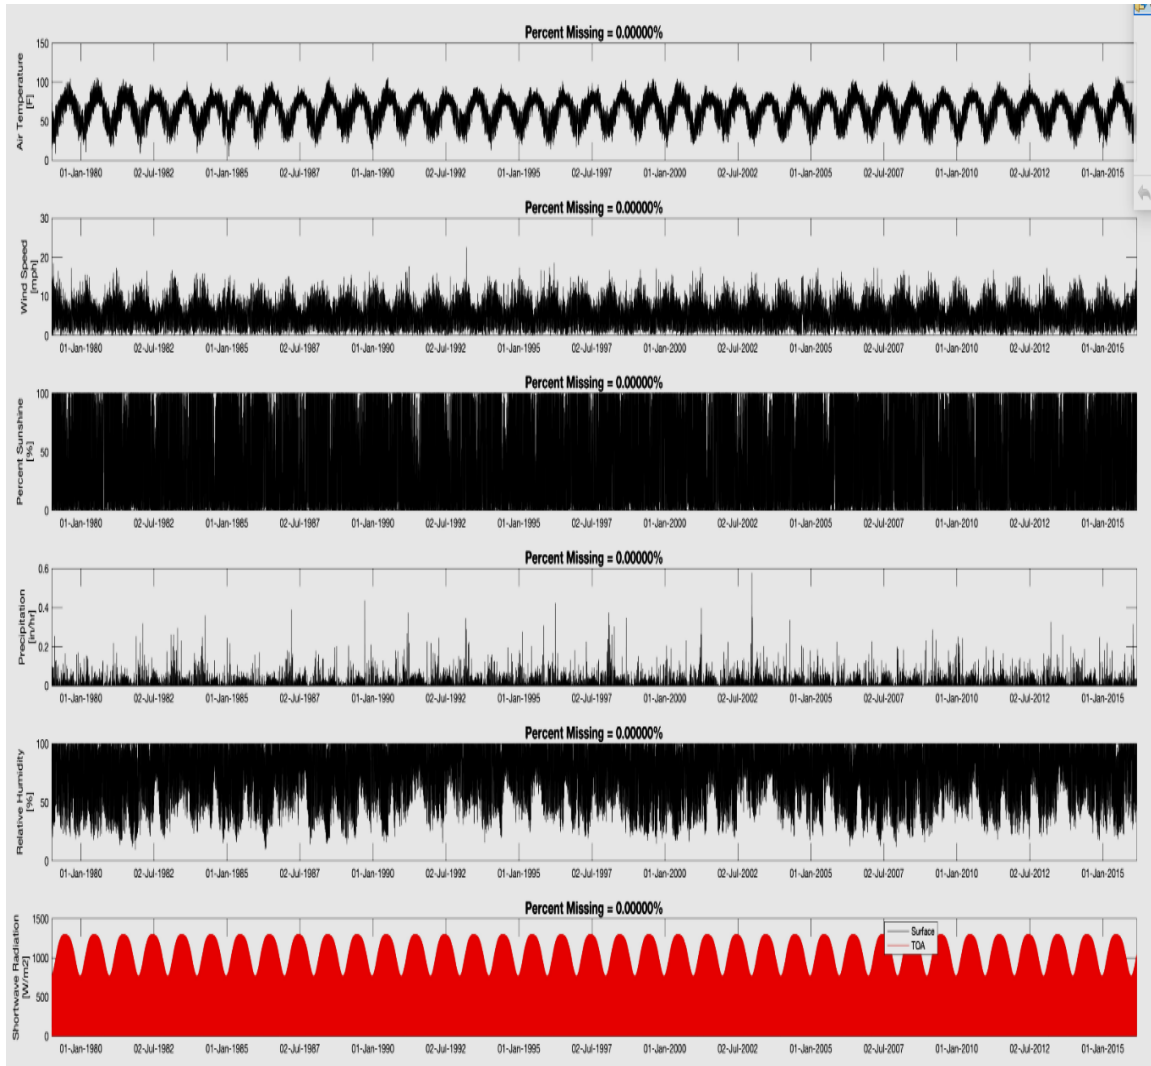 Percent Missing = 0.00000%
Air Temperature
[F]
150
100
50
0
01-Jan-1980 02-Jul-1982 01-Jan-1985 02-Jul-1987 01-Jan-1990 02-Jul-1992 01-Jan-1995 02-Jul-1997 01-Jan-2000 02-Jul-2002 01-Jan-2005 02-Jul-2007 01-Jan-2010 02-Jul-2012 01-Jan-2015
Percent Missing = 0.00000%
Wind Speed
[mph]
30
20
10
0
01-Jan-1980 02-Jul-1982 01-Jan-1985 02-Jul-1987 01-Jan-1990 02-Jul-1992 01-Jan-1995 02-Jul-1997 01-Jan-2000 02-Jul-2002 01-Jan-2005 02-Jul-2007 01-Jan-2010 02-Jul-2012 01-Jan-2015
Percent Missing = 0.00000%
Percent Sunshine
[%]
100
50
0
01-Jan-1980 02-Jul-1982 01-Jan-1985 02-Jul-1987 01-Jan-1990 02-Jul-1992 01-Jan-1995 02-Jul-1997 01-Jan-2000 02-Jul-2002 01-Jan-2005 02-Jul-2007 01-Jan-2010 02-Jul-2012 01-Jan-2015
Percent Missing = 0.00000%
Precipitation
[in/hr]
0.6
0.4
0.2
0
01-Jan-1980 02-Jul-1982 01-Jan-1985 02-Jul-1987 01-Jan-1990 02-Jul-1992 01-Jan-1995 02-Jul-1997 01-Jan-2000 02-Jul-2002 01-Jan-2005 02-Jul-2007 01-Jan-2010 02-Jul-2012 01-Jan-2015
Percent Missing = 0.00000%
Relative Humidity
[%]
100
50
0
01-Jan-1980 02-Jul-1982 01-Jan-1985 02-Jul-1987 01-Jan-1990 02-Jul-1992 01-Jan-1995 02-Jul-1997 01-Jan-2000 02-Jul-2002 01-Jan-2005 02-Jul-2007 01-Jan-2010 02-Jul-2012 01-Jan-2015
Percent Missing = 0.00000%
Shortwave Radiation
[W/m2]
1500
1000
500
0
Surface
TOA
01-Jan-1980 02-Jul-1982 01-Jan-1985 02-Jul-1987 01-Jan-1990 02-Jul-1992 01-Jan-1995 02-Jul-1997 01-Jan-2000 02-Jul-2002 01-Jan-2005 02-Jul-2007 01-Jan-2010 02-Jul-2012 01-Jan-2015